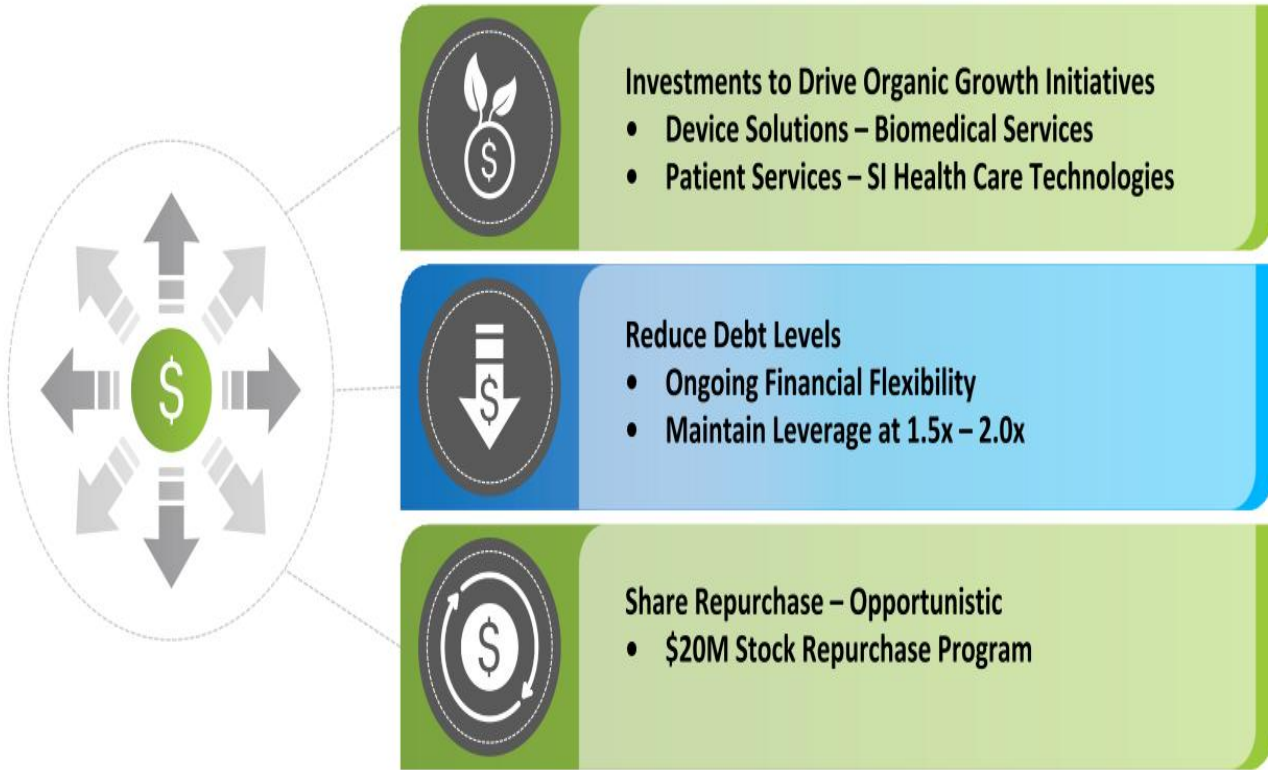 Investments to Drive Organic Growth Initiatives
• Device Solutions – Biomedical Services
• Patient Services – SI Health Care Technologies
$
$
Reduce Debt Levels
• Ongoing Financial Flexibility
• Maintain Leverage at 1.5x – 2.0x
$
Share Repurchase – Opportunistic
• $20M Stock Repurchase Program
$